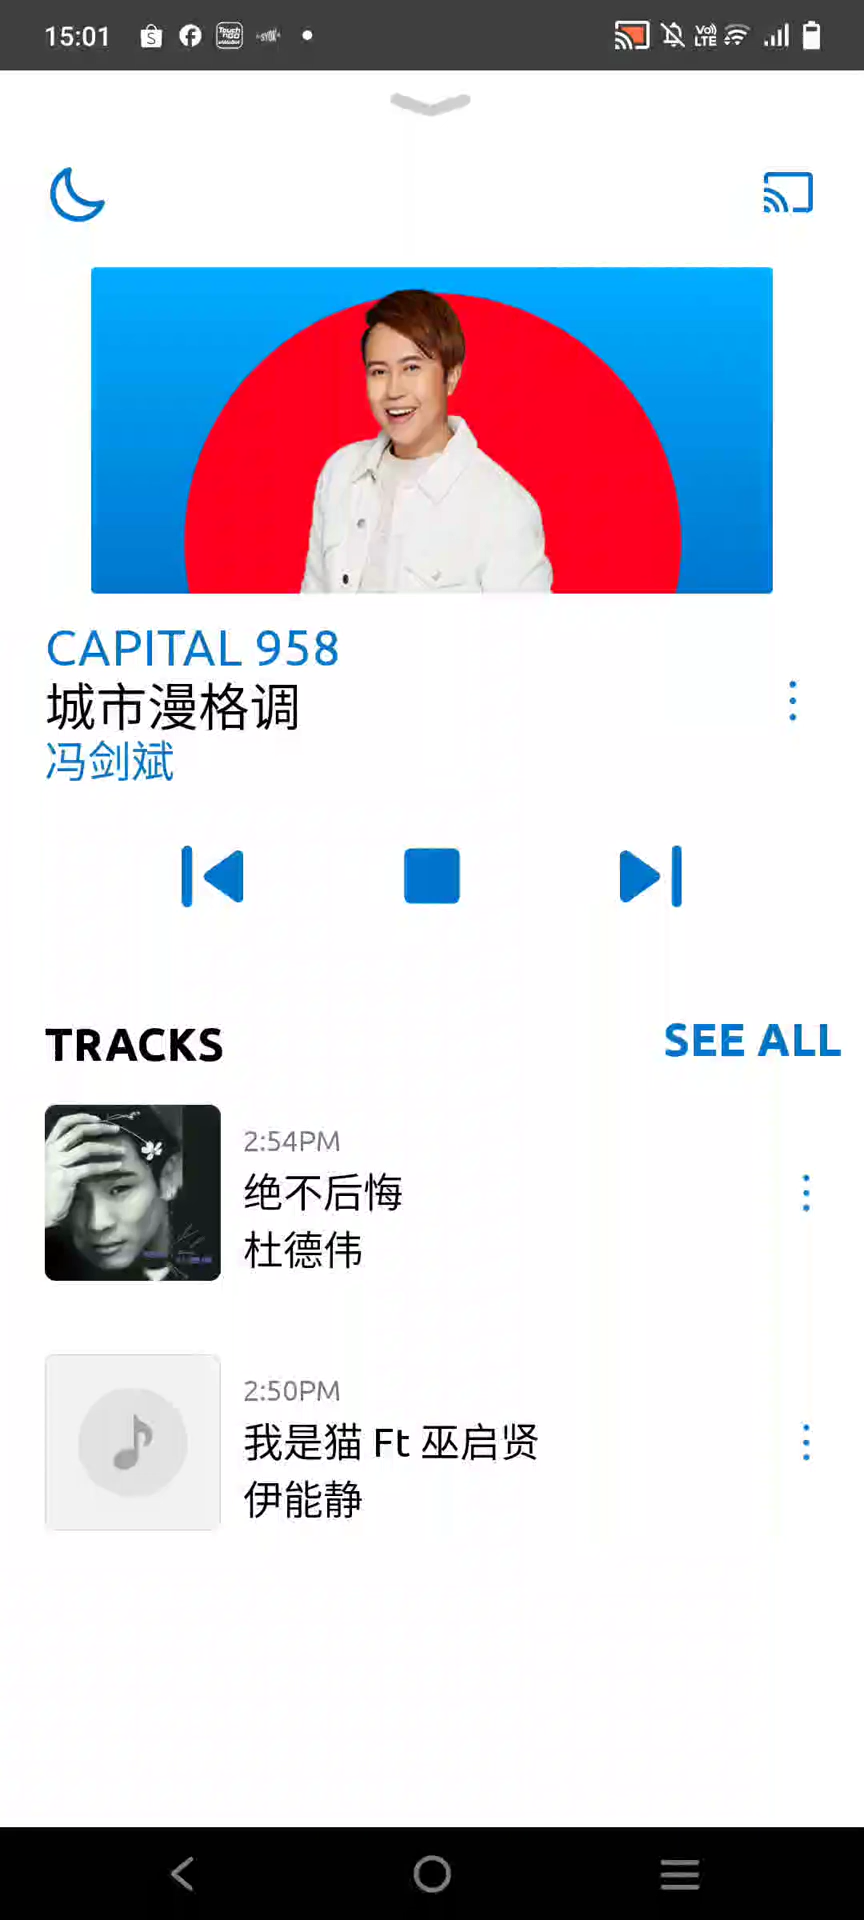 15:01
CAPITAL 958
城市漫格调
冯剑斌
TRACKS
SEE ALL
2:54PM
绝不后悔
杜德伟
2:50PM
我是猫 Ft 巫启贤
伊能静